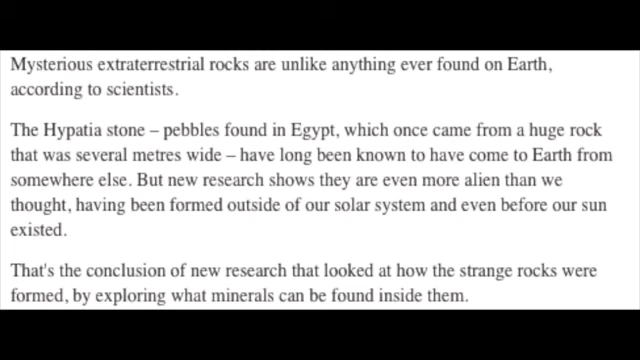 Mysterious extraterrestrial rocks are unlike anything ever found on Earth,
according to scientists.
The Hypatia stone – pebbles found in Egypt, which once came from a huge rock
that was several metres wide – have long been known to have come to Earth from
somewhere else. But new research shows they are even more alien than we
thought, having been formed outside of our solar system and even before our sun
existed.
That's the conclusion of new research that looked at how the strange rocks were
formed, by exploring what minerals can be found inside them.